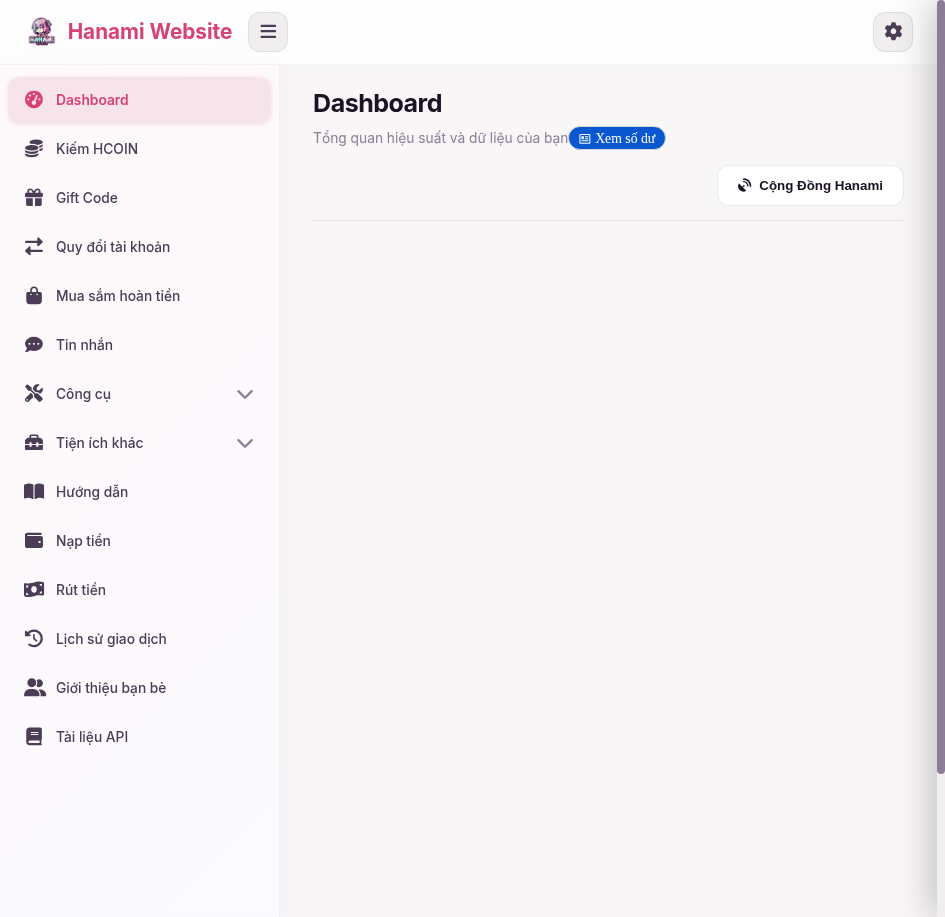 Hanami Website
Dashboard
Kiếm HCOIN
Gift Code
Quy đổi tài khoản
Mua sắm hoàn tiền
Tin nhắn
Công cụ
Tiện ích khác
Hướng dẫn
Nạp tiền
Rút tiền
Lịch sử giao dịch
Giới thiệu bạn bè
Tài liệu API
Dashboard
Tổng quan hiệu suất và dữ liệu của bạn Xem số dư
Cộng Đồng Hanami